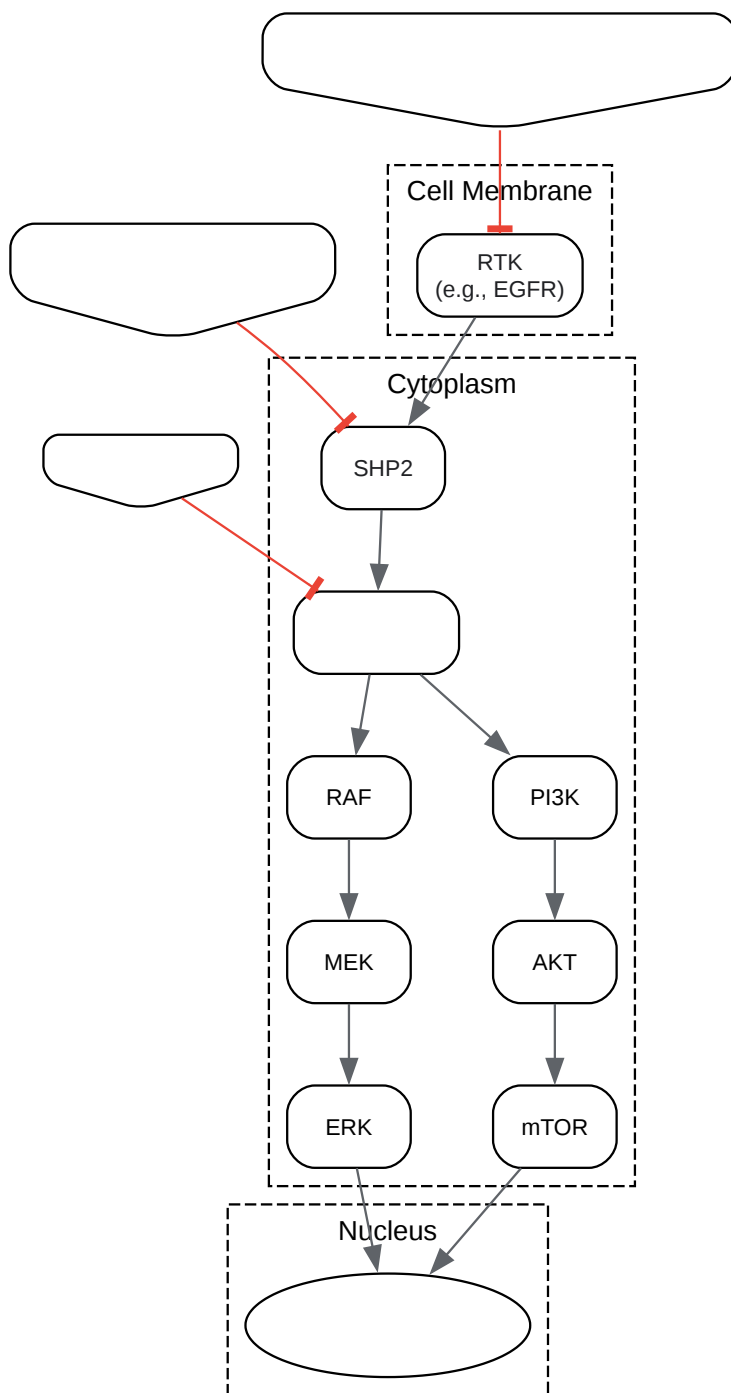 Cell Membrane
RTK
(e.g., EGFR)
Cytoplasm
SHP2
RAF
PI3K
MEK
AKT
ERK
mTOR
Nucleus